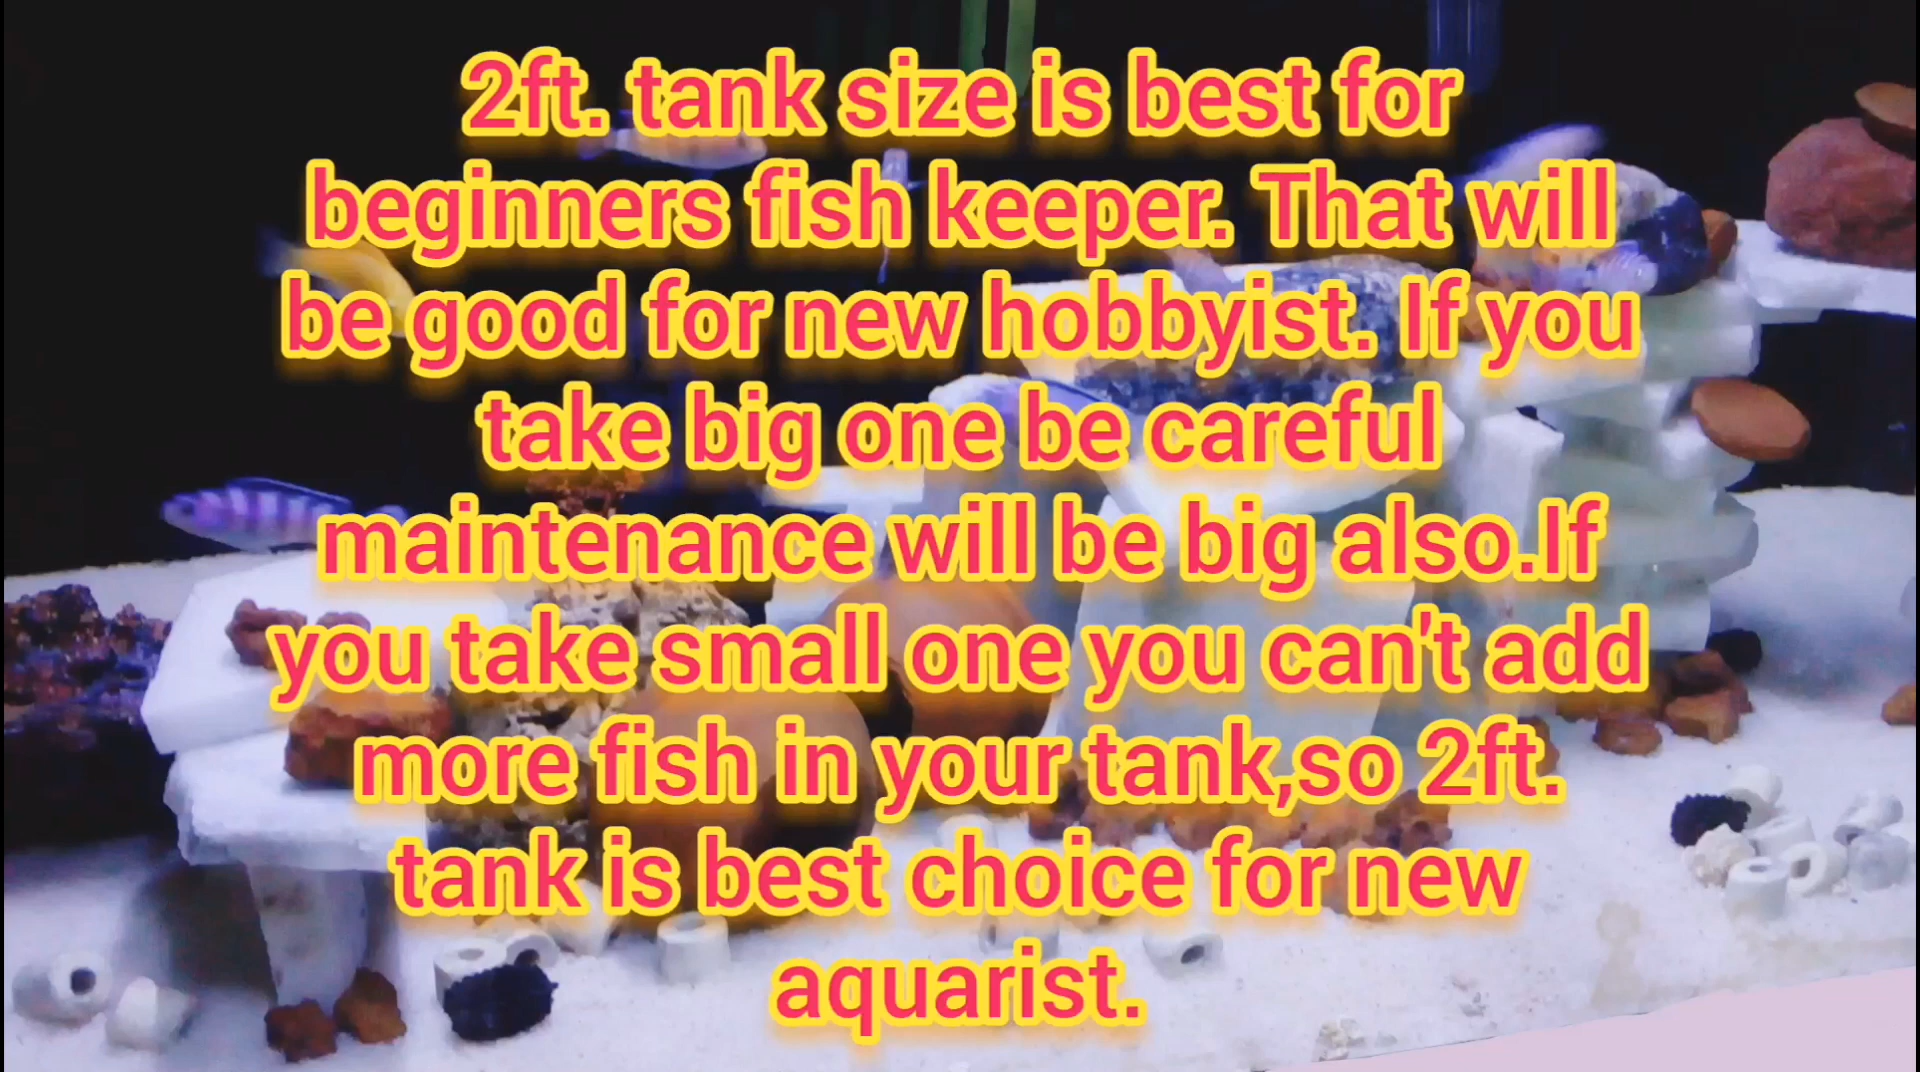 2ft. tank size is best for
beginners fish keeper. That will
be good for new hobbyist. If you
take big one be careful
maintenance will be big also.If
you take small one you can't add
more fish in your tank,so 2ft.
tank is best choice for new
aquarist.